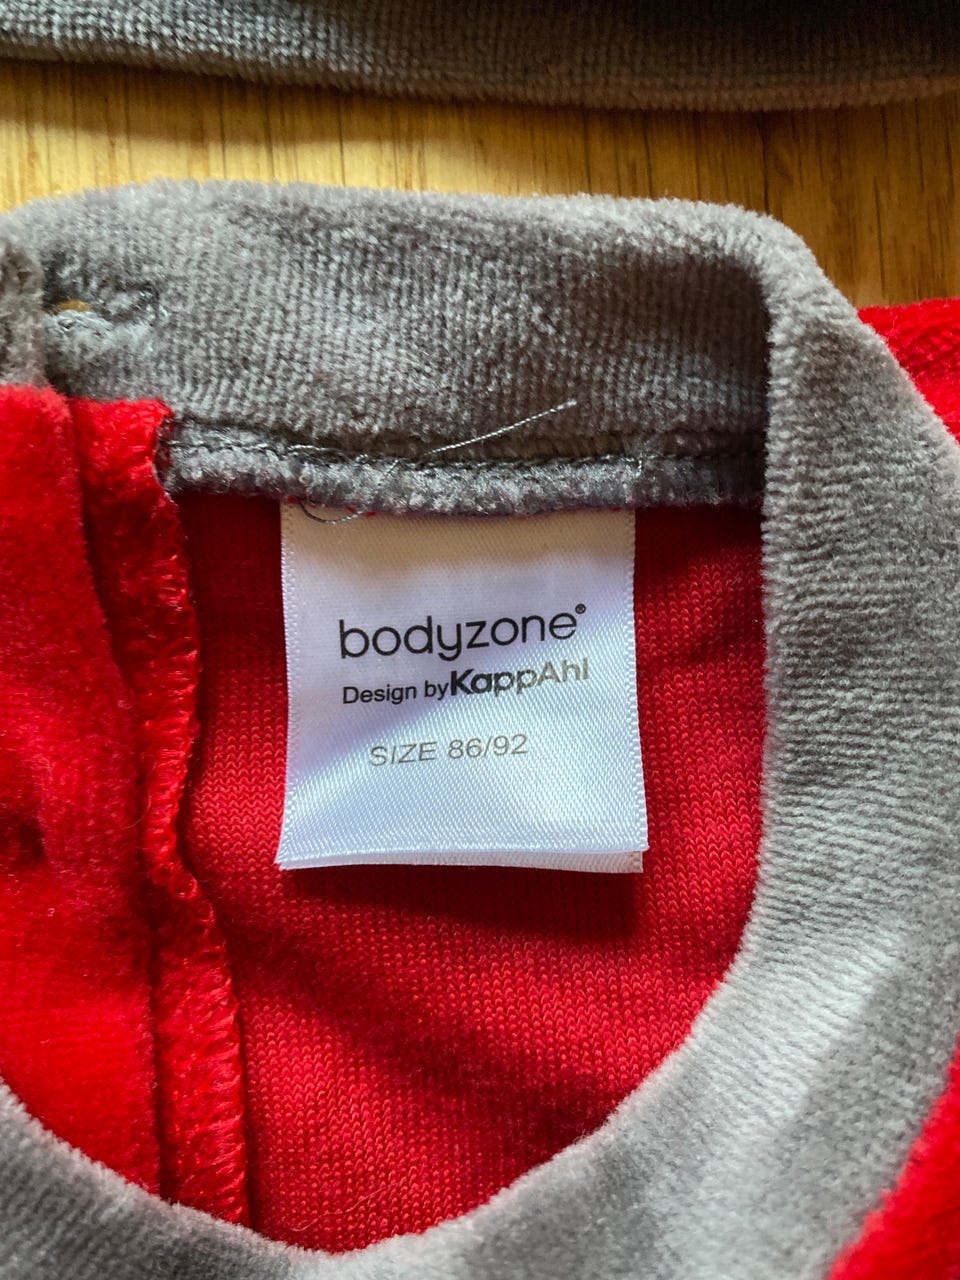 bodyzone®
Design by KappAhl
SIZE 86/92